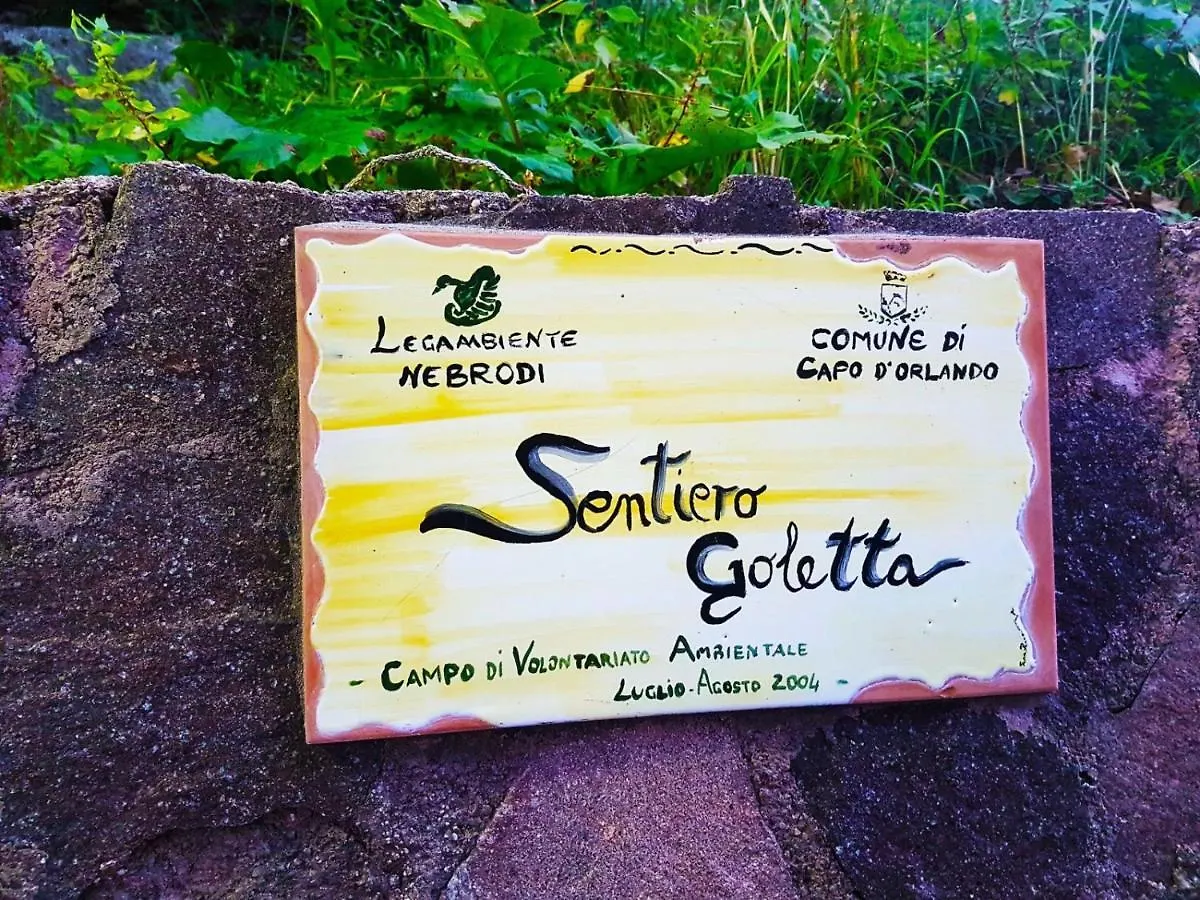 LEGAMBIENTE
NEBRODI
COMUNE DI
CAPO D'ORLANDO
Sentiero
Goletta
- CAMPO DI VOLONTARIATO AMBIENTALE
LUGLIO-AGOSTO 2004 -